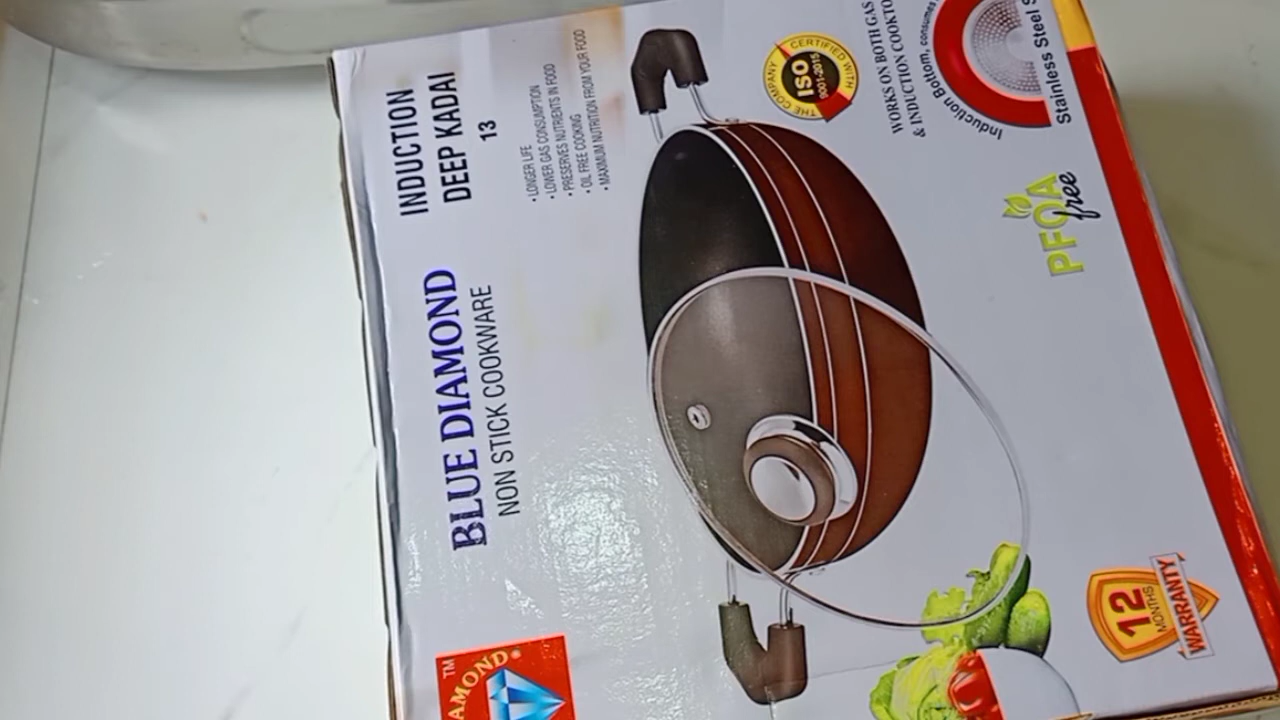 BLUE DIAMOND
NON STICK COOKWARE
INDUCTION
DEEP KADAI
13
• LONGER LIFE
• LOWER GAS CONSUMPTION
• PRESERVES NUTRIENTS IN FOOD
• OIL FREE COOKING
• MAXIMUM NUTRITION FROM YOUR FOOD
THE COMPANY CERTIFIED WITH
ISO
9001-2015
WORKS ON BOTH GAS
& INDUCTION COOKTO
Induction Bottom, consumes
Stainless Steel S
PFOA
free
12
MONTHS
WARRANTY
TM
AMOND